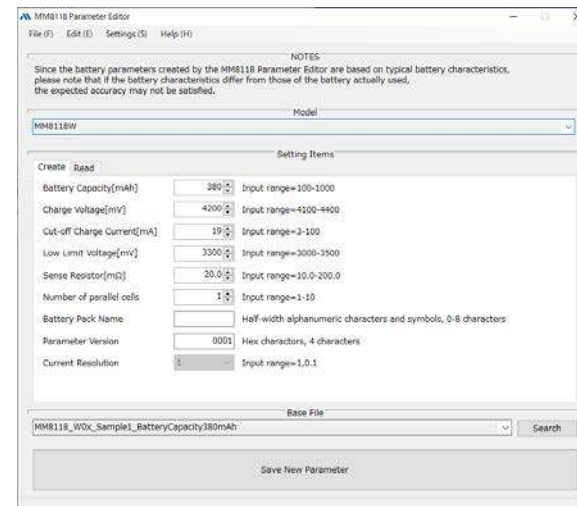 MM8118 Parameter Editor
File (F) Edit (E) Settings (S) Help (H)
NOTES
Since the battery parameters created by the MM8118 Parameter Editor are based on typical battery characteristics,
please note that if the battery characteristics differ from those of the battery actually used,
the expected accuracy may not be satisfied.
Model
MM8118W
Setting Items
Create Read
Battery Capacity[mAh] 380 Input range=100-1000
Charge Voltage[mV] 4200 Input range=4100-4400
Cut-off Charge Current[mA] 19 Input range=2-100
Low Limit Voltage[mV] 3300 Input range=3000-3500
Sense Resistor[mΩ] 20.0 Input range=10.0-200.0
Number of parallel cells 1 Input range=1-10
Battery Pack Name Half-width alphanumeric characters and symbols, 0-8 characters
Parameter Version 0001 Hex charactors, 4 characters
Current Resolution 1 Input range=1,0.1
Base File
MM8118_W0x_Sample1_BatteryCapacity380mAh Search
Save New Parameter